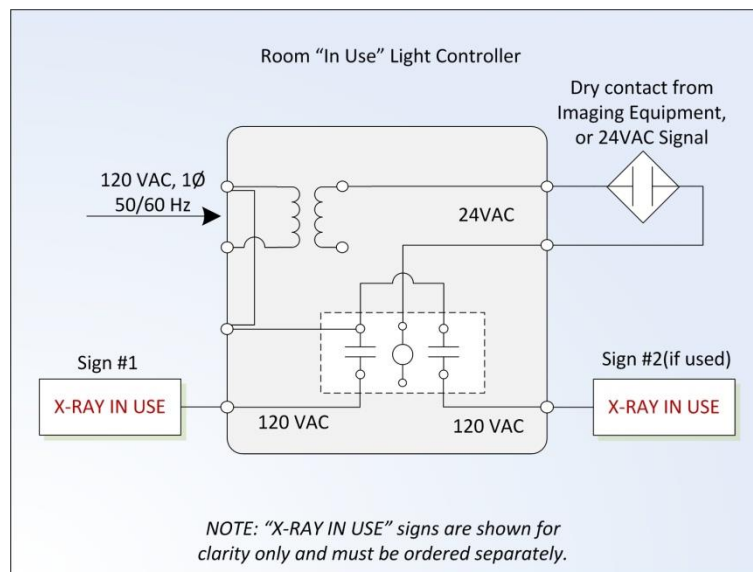 Room “In Use” Light Controller
Dry contact from
Imaging Equipment,
or 24VAC Signal
120 VAC, 1Ø
50/60 Hz
24VAC
Sign #1
X-RAY IN USE
120 VAC
120 VAC
Sign #2(if used)
X-RAY IN USE
NOTE: “X-RAY IN USE” signs are shown for
clarity only and must be ordered separately.